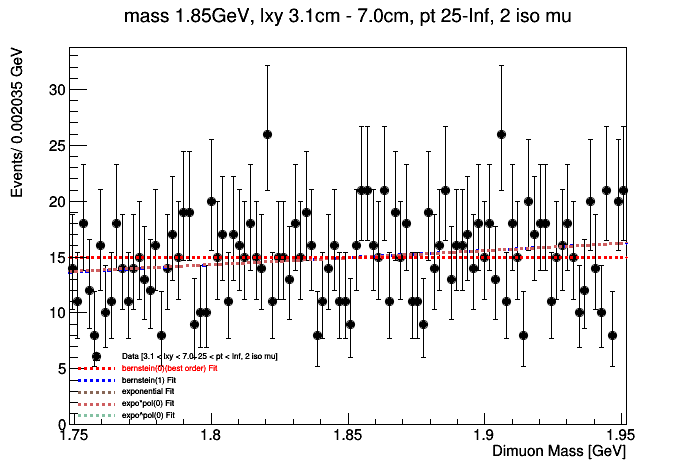 mass 1.85GeV, lxy 3.1cm - 7.0cm, pt 25-Inf, 2 iso mu
Events/ 0.002035 GeV
30
25
20
15
10
5
0
Data [3.1 < lxy < 7.0, 25 < pt < Inf, 2 iso mu]
bernstein(0)(best order) Fit
bernstein(1) Fit
exponential Fit
expo*pol(0) Fit
expo^pol(0) Fit
1.75 1.8 1.85 1.9 1.95
Dimuon Mass [GeV]